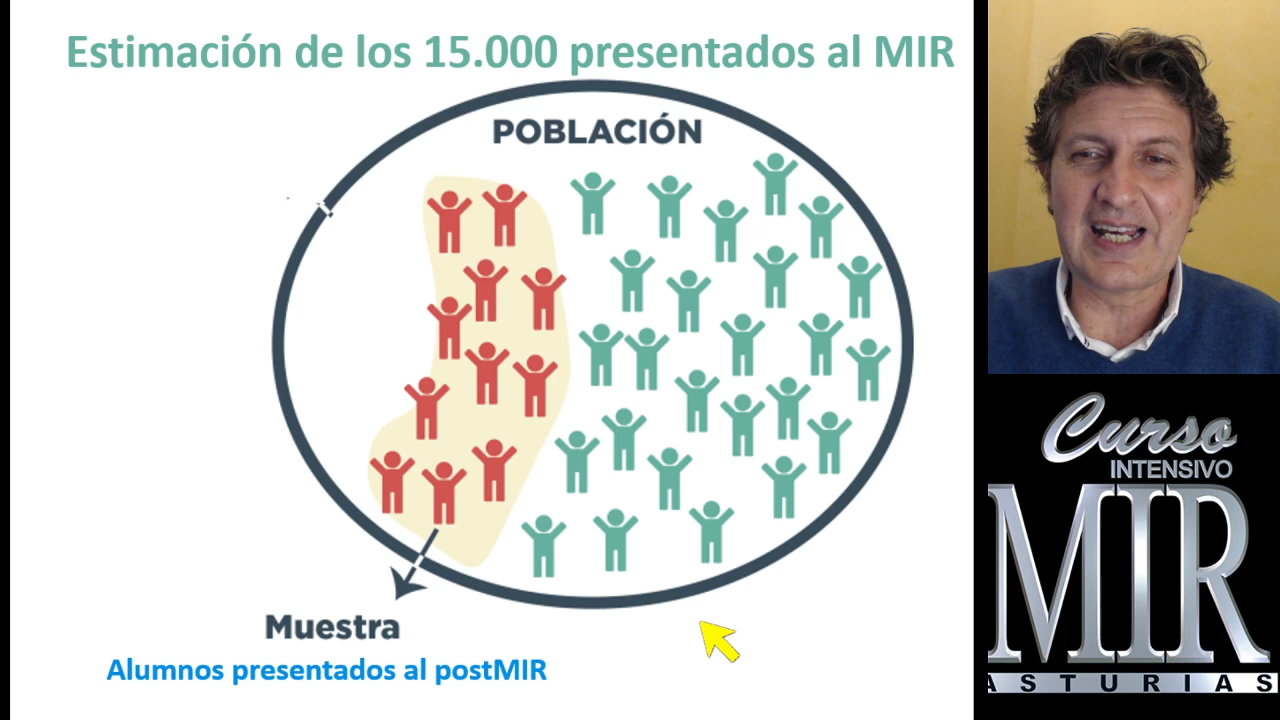 Estimación de los 15.000 presentados al MIR
POBLACIÓN
Muestra
Alumnos presentados al postMIR
Curso
INTENSIVO
MIR
ASTURIAS